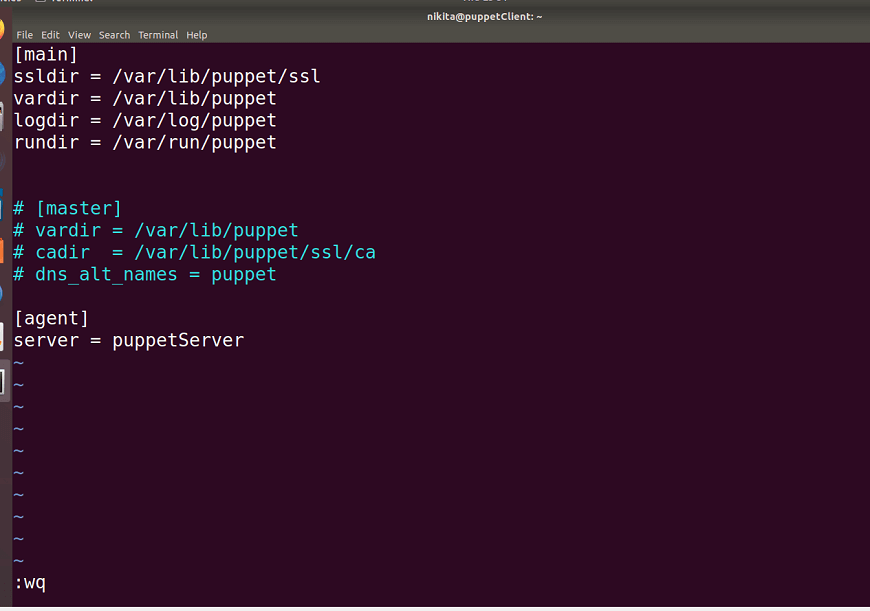 nikita@puppetClient: ~
File Edit View Search Terminal Help
[main]
ssldir = /var/lib/puppet/ssl
vardir = /var/lib/puppet
logdir = /var/log/puppet
rundir = /var/run/puppet
# [master]
# vardir = /var/lib/puppet
# cadir  = /var/lib/puppet/ssl/ca
# dns_alt_names = puppet
[agent]
server = puppetServer
~
~
~
~
~
~
~
~
~
~
:wq